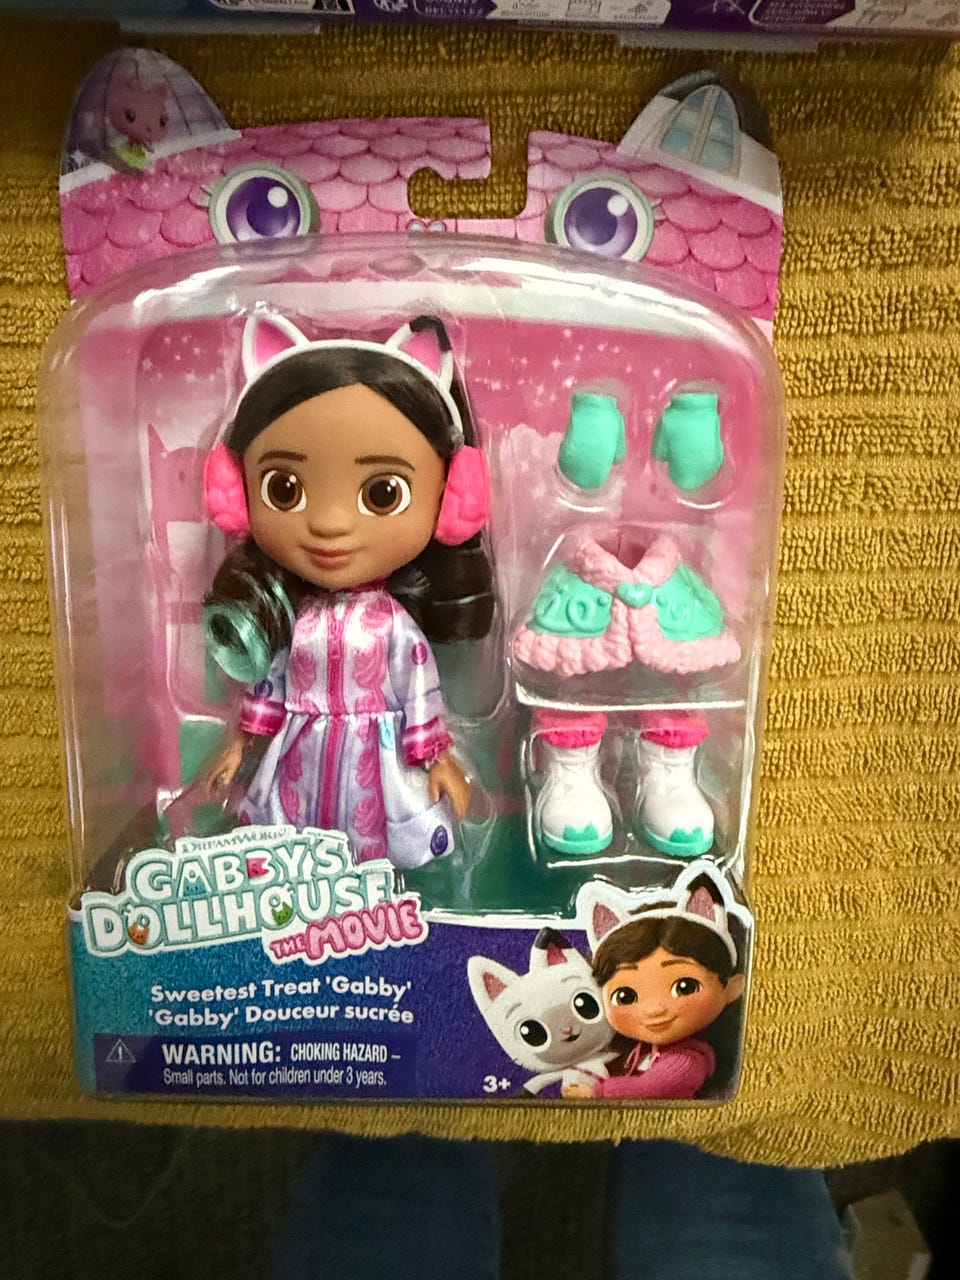 DREAMWORKS
GABBY'S
DOLLHOUSE
THE MOVIE
Sweetest Treat 'Gabby'
'Gabby' Douceur sucrée
WARNING: CHOKING HAZARD –
Small parts. Not for children under 3 years.
3+